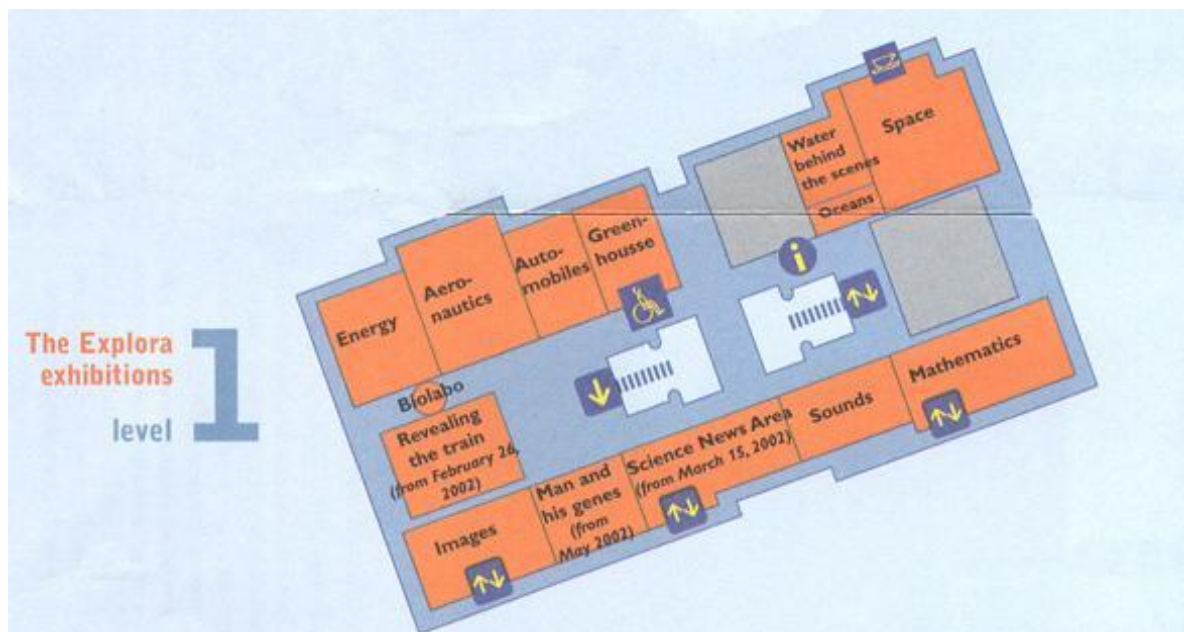 The Explora
exhibitions
level
1
Energy
Aero-
nautics
Auto-
mobiles
Green-
housse
Water
behind
the scenes
Oceans
Space
i
Biolabo
Revealing
the train
(from February 26,
2002)
Images
Man and
his genes
(from
May 2002)
Science News Area
(from March 15, 2002)
Sounds
Mathematics